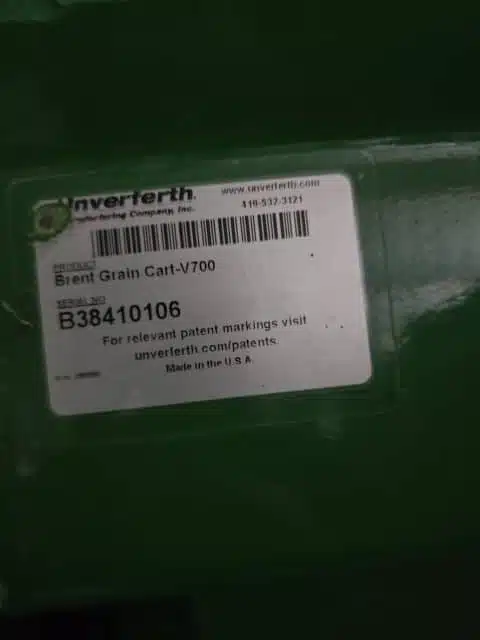 Unverferth.
Manufacturing Company, Inc.
www.unverferth.com
419-532-3121
PRODUCT
Brent Grain Cart-V700
SERIAL NO
B38410106
For relevant patent markings visit
unverferth.com/patents.
Made in the U.S.A.